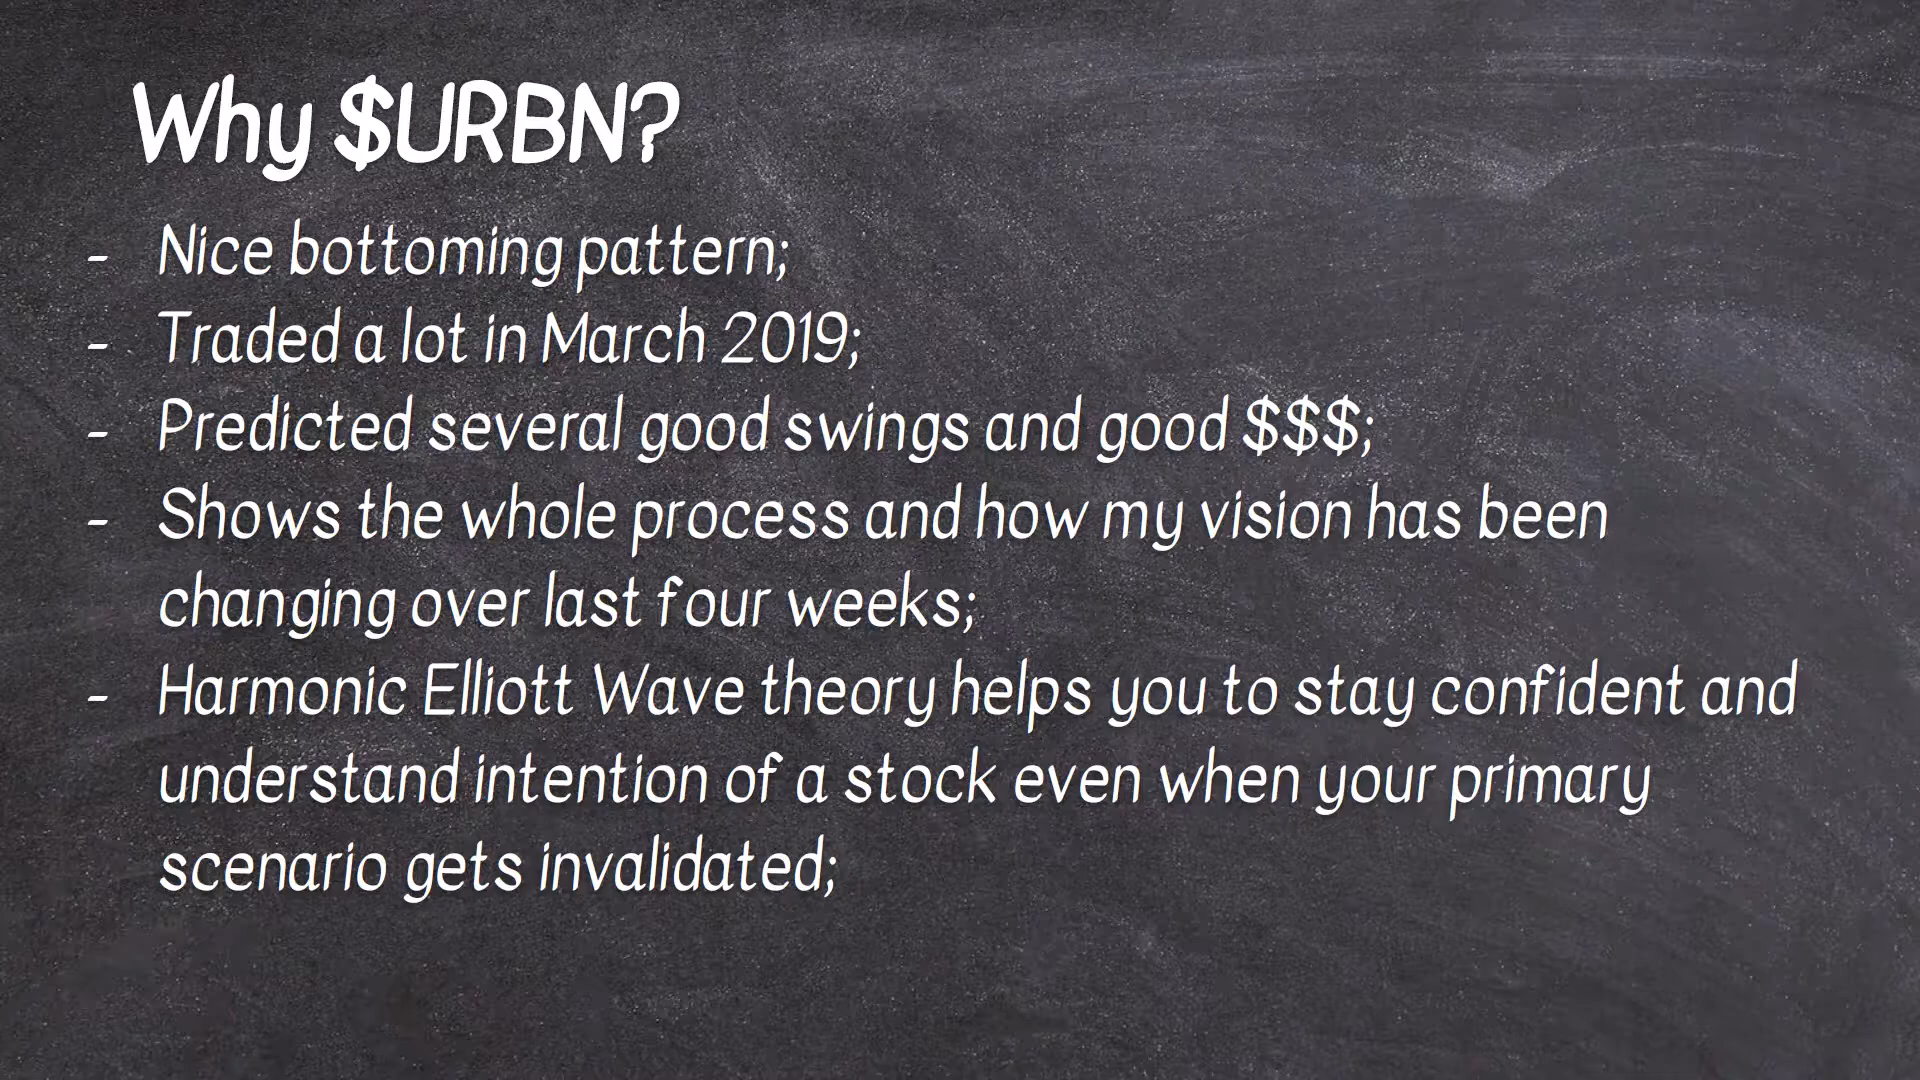 Why $URBN?
- Nice bottoming pattern;
- Traded a lot in March 2019;
- Predicted several good swings and good $$$;
- Shows the whole process and how my vision has been
changing over last four weeks;
- Harmonic Elliott Wave theory helps you to stay confident and
understand intention of a stock even when your primary
scenario gets invalidated;